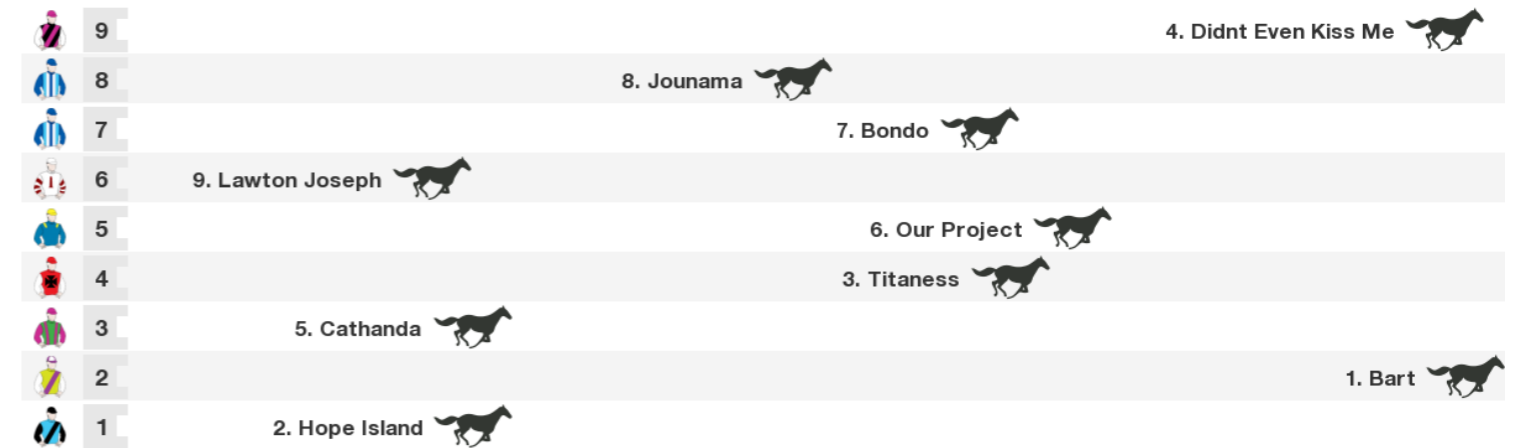 9 4. Didnt Even Kiss Me
8 8. Jounama
7 7. Bondo
6 9. Lawton Joseph
5 6. Our Project
4 3. Titaness
3 5. Cathanda
2 1. Bart
1 2. Hope Island